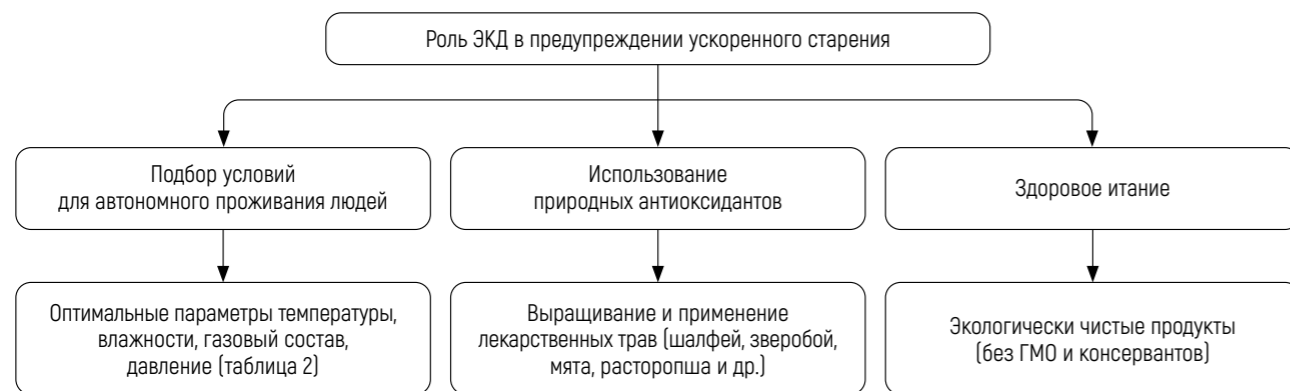 Роль ЭКД в предупреждении ускоренного старения
Подбор условий
для автономного проживания людей
Использование
природных антиоксидантов
Здоровое итание
Оптимальные параметры температуры,
влажности, газовый состав,
давление (таблица 2)
Выращивание и применение
лекарственных трав (шалфей, зверобой,
мята, расторопша и др.)
Экологически чистые продукты
(без ГМО и консервантов)